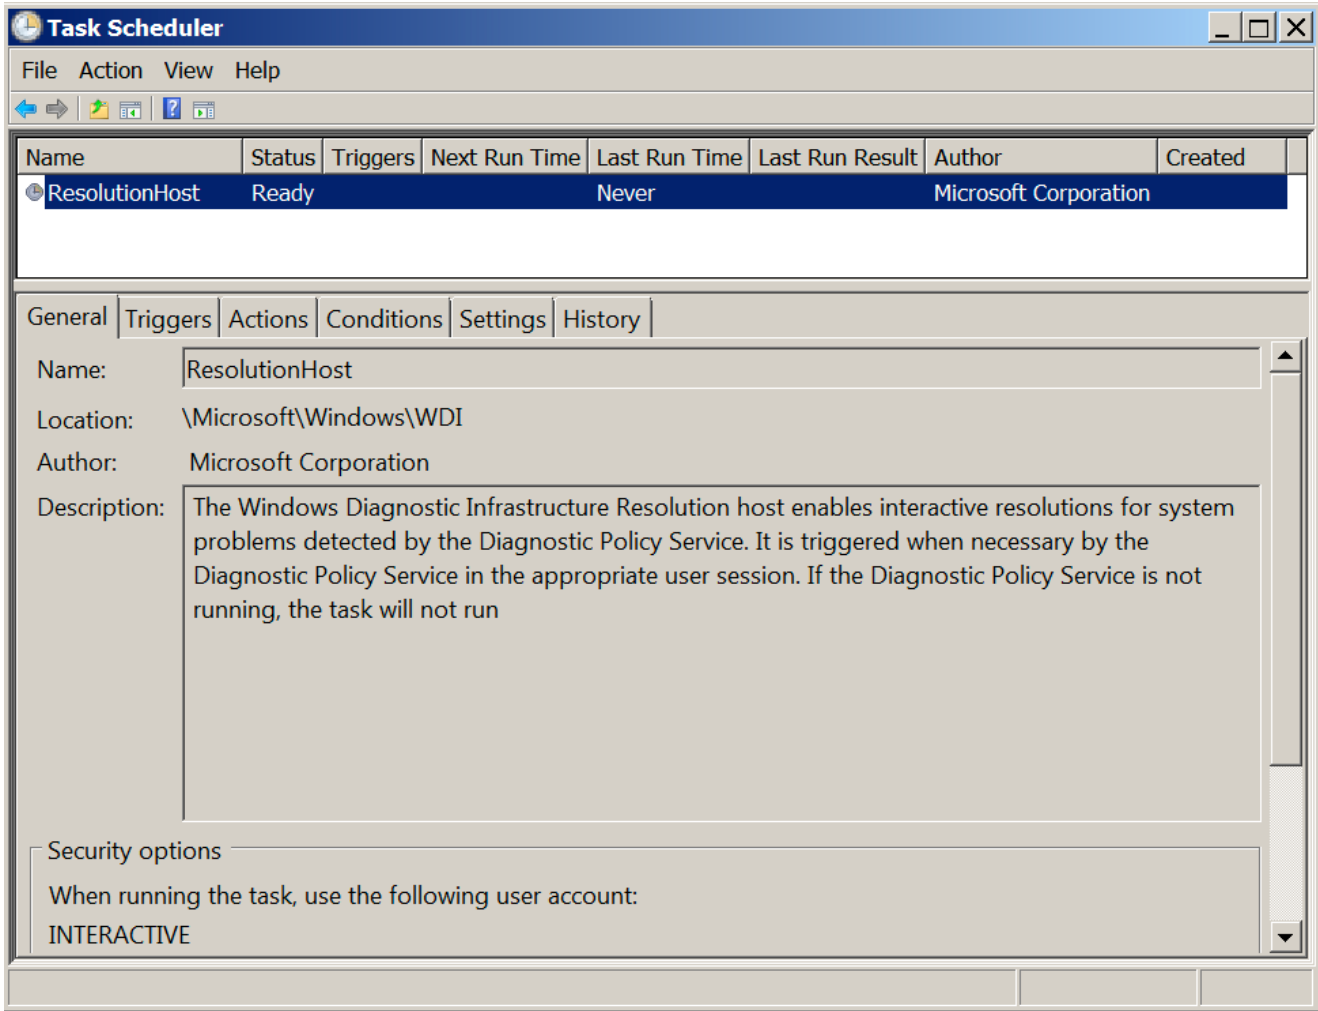 Task Scheduler
File Action View Help
Name Status Triggers Next Run Time Last Run Time Last Run Result Author Created
ResolutionHost Ready Never Microsoft Corporation
General Triggers Actions Conditions Settings History
Name: ResolutionHost
Location: \Microsoft\Windows\WDI
Author: Microsoft Corporation
Description: The Windows Diagnostic Infrastructure Resolution host enables interactive resolutions for system
problems detected by the Diagnostic Policy Service. It is triggered when necessary by the
Diagnostic Policy Service in the appropriate user session. If the Diagnostic Policy Service is not
running, the task will not run
Security options
When running the task, use the following user account:
INTERACTIVE